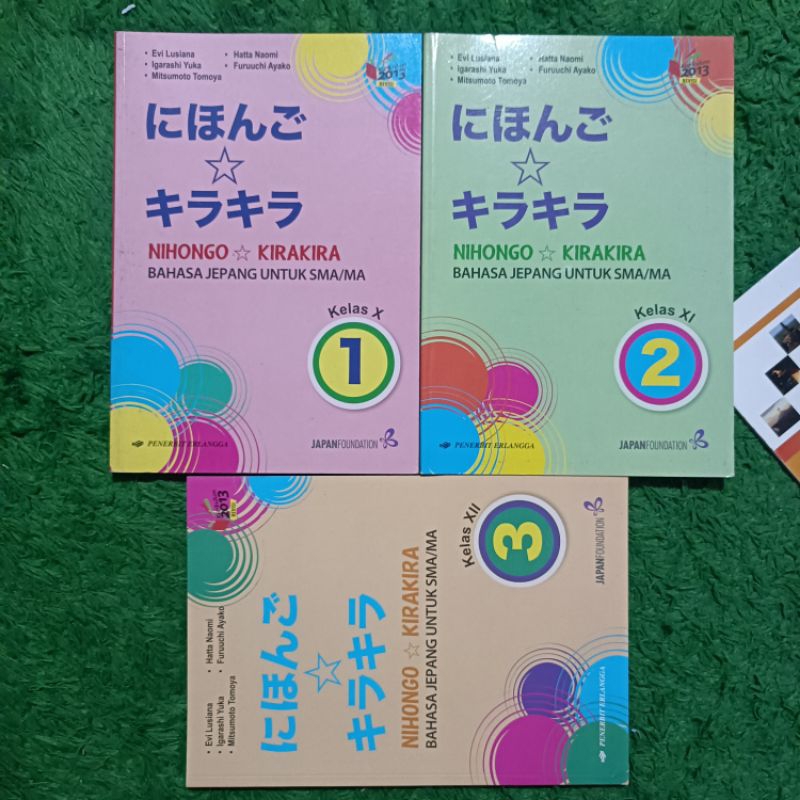 • Evi Lusiana
• Igarashi Yuka
• Mitsumoto Tomoya
• Hatta Naomi
• Furuuchi Ayako
2013
にほんご
☆
キラキラ
NIHONGO ☆ KIRAKIRA
BAHASA JEPANG UNTUK SMA/MA
Kelas X
1
PENERBIT ERLANGGA
JAPANFOUNDATION
• Evi Lusiana
• Igarashi Yuka
• Mitsumoto Tomoya
• Hatta Naomi
• Furuuchi Ayako
2013
にほんご
☆
キラキラ
NIHONGO ☆ KIRAKIRA
BAHASA JEPANG UNTUK SMA/MA
Kelas XI
2
PENERBIT ERLANGGA
JAPANFOUNDATION
• Evi Lusiana
• Igarashi Yuka
• Mitsumoto Tomoya
• Hatta Naomi
• Furuuchi Ayako
2013
にほんご
☆
キラキラ
NIHONGO ☆ KIRAKIRA
BAHASA JEPANG UNTUK SMA/MA
Kelas XII
3
PENERBIT ERLANGGA
JAPANFOUNDATION